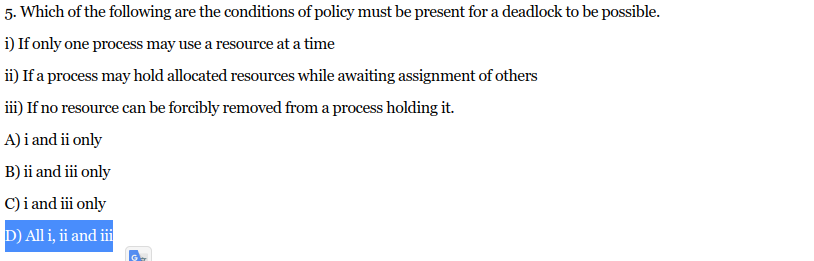 5. Which of the following are the conditions of policy must be present for a deadlock to be possible.
i) If only one process may use a resource at a time
ii) If a process may hold allocated resources while awaiting assignment of others
iii) If no resource can be forcibly removed from a process holding it.
A) i and ii only
B) ii and iii only
C) i and iii only
D) All i, ii and iii
G